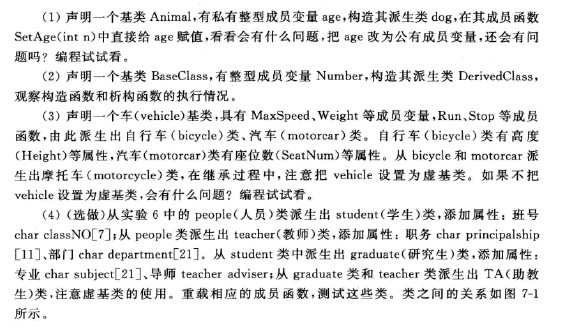 (1) 声明一个基类 Animal,有私有整型成员变量 age,构造其派生类 dog,在其成员函数
SetAge(int n)中直接给 age 赋值,看看会有什么问题,把 age 改为公有成员变量,还会有问
题吗？编程试试看。
(2) 声明一个基类 BaseClass,有整型成员变量 Number,构造其派生类 DerivedClass,
观察构造函数和析构函数的执行情况。
(3) 声明一个车(vehicle)基类,具有 MaxSpeed、Weight 等成员变量,Run、Stop 等成员
函数,由此派生出自行车(bicycle)类、汽车(motorcar)类。自行车(bicycle)类有高度
(Height)等属性,汽车(motorcar)类有座位数(SeatNum)等属性。从 bicycle 和 motorcar 派
生出摩托车(motorcycle)类,在继承过程中,注意把 vehicle 设置为虚基类。如果不把
vehicle 设置为虚基类,会有什么问题？编程试试看。
(4) (选做)从实验 6 中的 people(人员)类派生出 student(学生)类,添加属性：班号
char classNO[7];从 people 类派生出 teacher(教师)类,添加属性：职务 char principalship
[11]、部门 char department[21]。从 student 类中派生出 graduate(研究生)类,添加属性：
专业 char subject[21]、导师 teacher adviser;从 graduate 类和 teacher 类派生出 TA(助教
生)类,注意虚基类的使用。重载相应的成员函数,测试这些类。类之间的关系如图 7-1
所示。